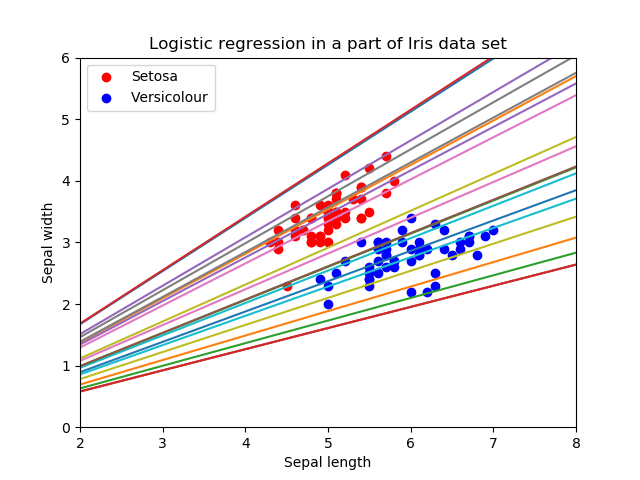 Logistic regression in a part of Iris data set
Setosa
Versicolour
Sepal width
6
5
4
3
2
1
0
2 3 4 5 6 7 8
Sepal length